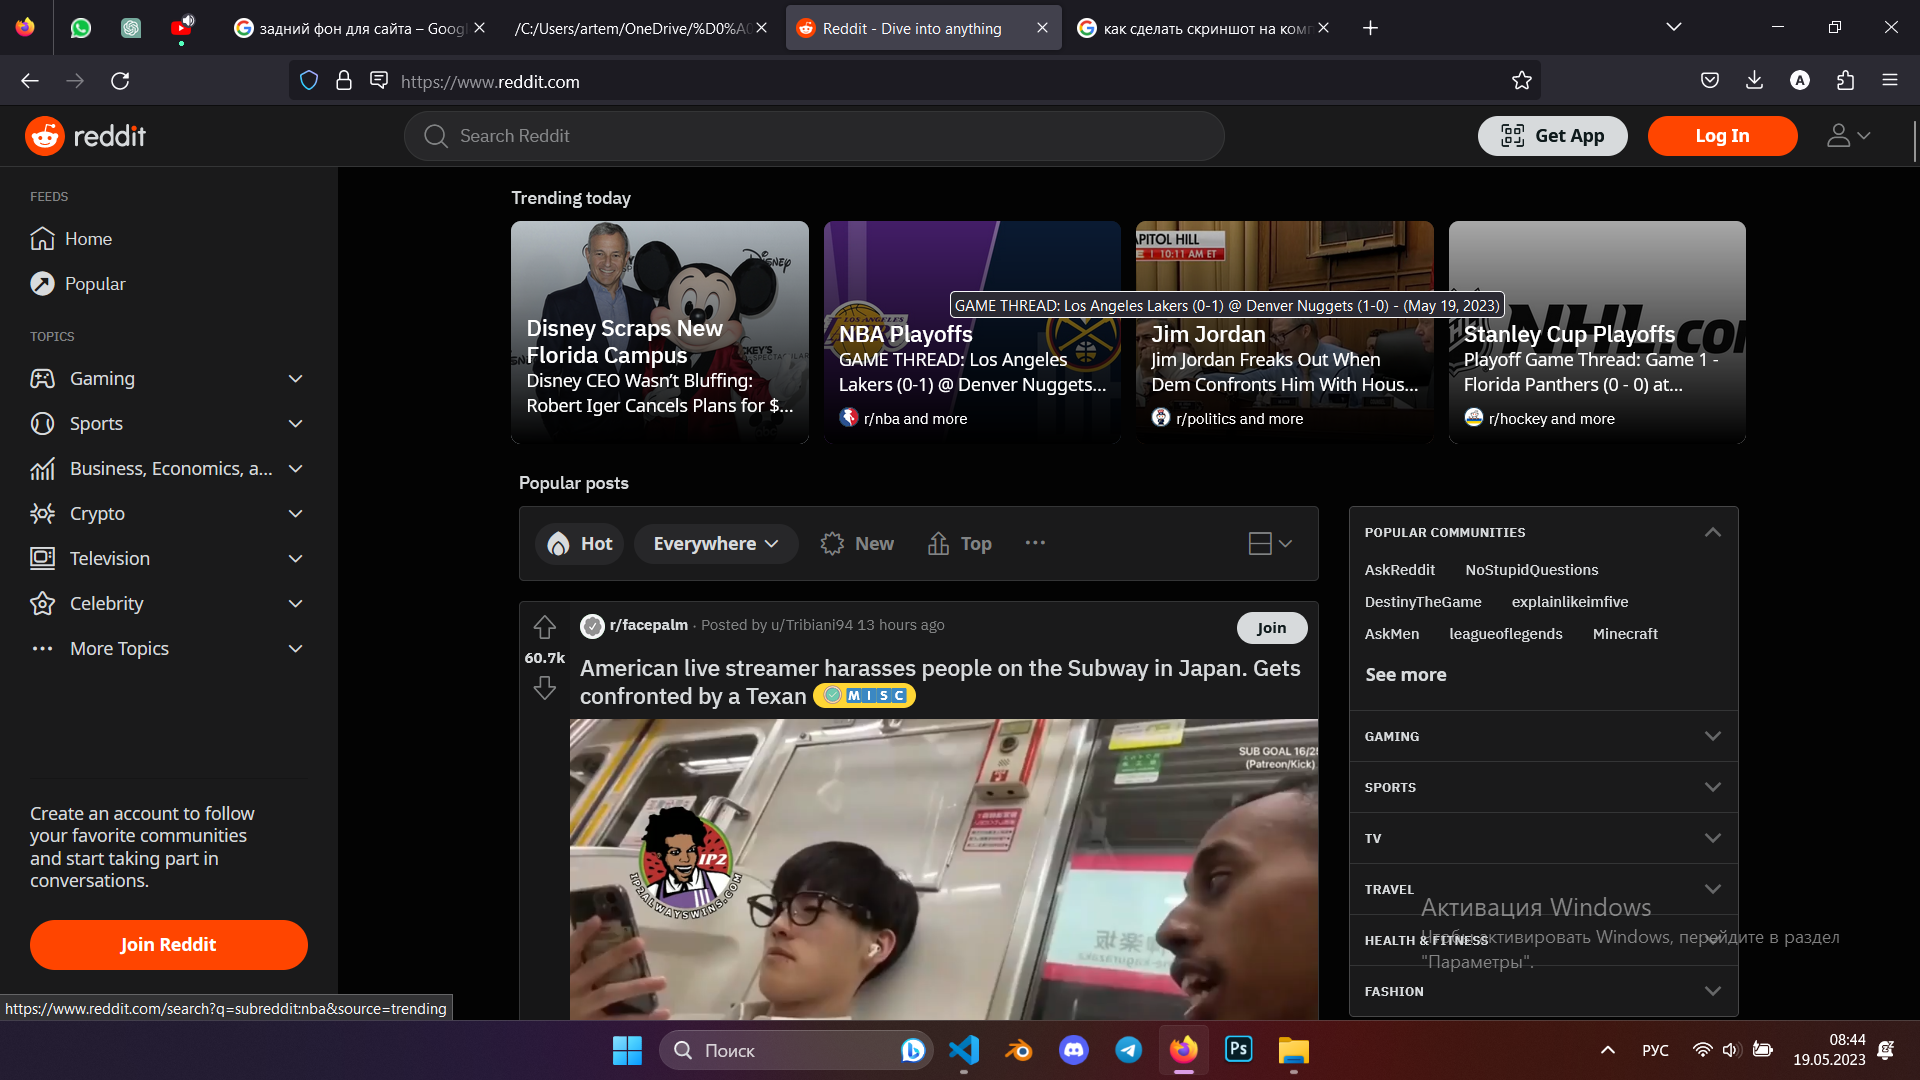 задний фон для сайта – Googl
/C:/Users/artem/OneDrive/%D0%A0
Reddit - Dive into anything
как сделать скриншот на комп
https://www.reddit.com
reddit
Search Reddit
Get App
Log In
FEEDS
Home
Popular
TOPICS
Gaming
Sports
Business, Economics, a...
Crypto
Television
Celebrity
More Topics
Create an account to follow
your favorite communities
and start taking part in
conversations.
Join Reddit
https://www.reddit.com/search?q=subreddit:nba&source=trending
Trending today
Disney
Disney Scraps New
Florida Campus
Disney CEO Wasn't Bluffing:
Robert Iger Cancels Plans for $...
GAME THREAD: Los Angeles Lakers (0-1) @ Denver Nuggets (1-0) - (May 19, 2023)
LOS ANGELES
NBA Playoffs
GAME THREAD: Los Angeles
Lakers (0-1) @ Denver Nuggets...
r/nba and more
APITOL HILL
E | 10:11 AM ET
Jim Jordan
Jim Jordan Freaks Out When
Dem Confronts Him With Hous...
r/politics and more
NHL.co
Stanley Cup Playoffs
Playoff Game Thread: Game 1 -
Florida Panthers (0 - 0) at...
r/hockey and more
Popular posts
Hot
Everywhere
New
Top
60.7k
r/facepalm · Posted by u/Tribiani94 13 hours ago
Join
American live streamer harasses people on the Subway in Japan. Gets
confronted by a Texan MISC
SUB GOAL 16/25
(Patreon/Kick)
IP2
IP2ALWAYSWINS.COM
POPULAR COMMUNITIES
AskReddit NoStupidQuestions
DestinyTheGame explainlikeimfive
AskMen leagueoflegends Minecraft
See more
GAMING
SPORTS
TV
TRAVEL
HEALTH & FITNESS
FASHION
Активация Windows
Чтобы активировать Windows, перейдите в раздел
"Параметры".
Поиск
Ps
РУС
08:44
19.05.2023